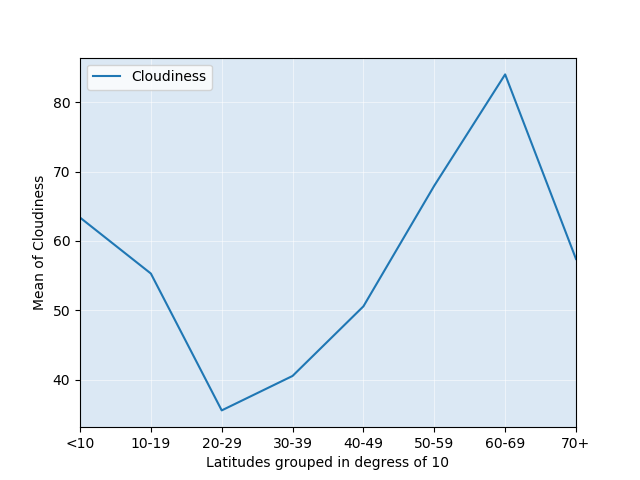 Cloudiness
80
70
60
50
40
Mean of Cloudiness
<10 10-19 20-29 30-39 40-49 50-59 60-69 70+
Latitudes grouped in degress of 10